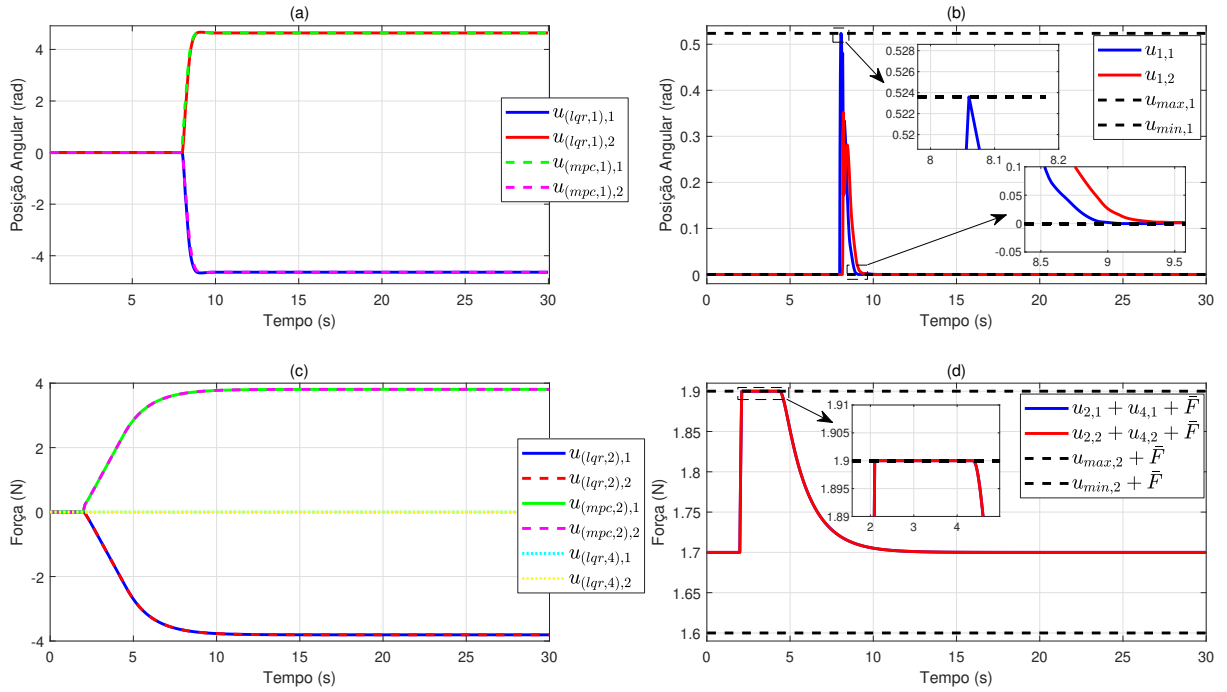 (a)
Posição Angular (rad)
4
2
0
-2
-4
5
10
15
20
25
30
Tempo (s)
u(lqr,1),1
u(lqr,1),2
u(mpc,1),1
u(mpc,1),2
(b)
Posição Angular (rad)
0.5
0.4
0.3
0.2
0.1
0
0
5
10
15
20
25
30
Tempo (s)
0.528
0.526
0.524
0.522
0.52
8
8.1
8.2
0.1
0.05
0
-0.05
8.5
9
9.5
u1,1
u1,2
umax,1
umin,1
(c)
Força (N)
4
2
0
-2
-4
0
5
10
15
20
25
30
Tempo (s)
u(lqr,2),1
u(lqr,2),2
u(mpc,2),1
u(mpc,2),2
u(lqr,4),1
u(lqr,4),2
(d)
Força (N)
1.9
1.85
1.8
1.75
1.7
1.65
1.6
0
5
10
15
20
25
30
Tempo (s)
1.91
1.905
1.9
1.895
1.89
2
3
4
u2,1 + u4,1 + F̄
u2,2 + u4,2 + F̄
umax,2 + F̄
umin,2 + F̄